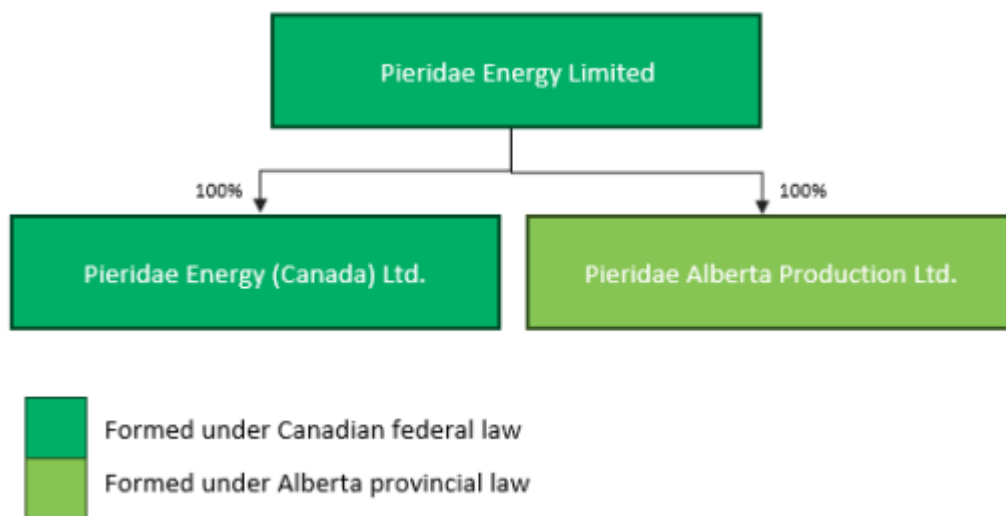 Pieridae Energy Limited
100%
100%
Pieridae Energy (Canada) Ltd.
Pieridae Alberta Production Ltd.
Formed under Canadian federal law
Formed under Alberta provincial law